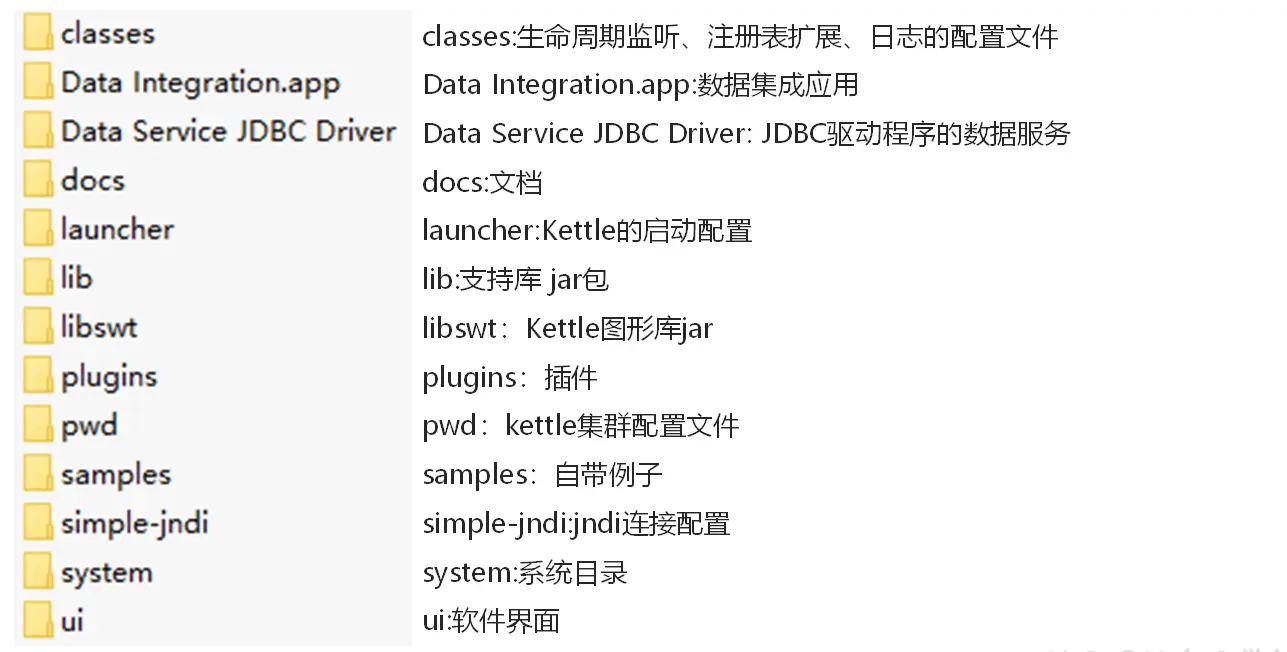 classes classes:生命周期监听、注册表扩展、日志的配置文件
Data Integration.app Data Integration.app:数据集成应用
Data Service JDBC Driver Data Service JDBC Driver: JDBC驱动程序的数据服务
docs docs:文档
launcher launcher:Kettle的启动配置
lib lib:支持库 jar包
libswt libswt：Kettle图形库jar
plugins plugins：插件
pwd pwd：kettle集群配置文件
samples samples：自带例子
simple-jndi simple-jndi:jndi连接配置
system system:系统目录
ui ui:软件界面